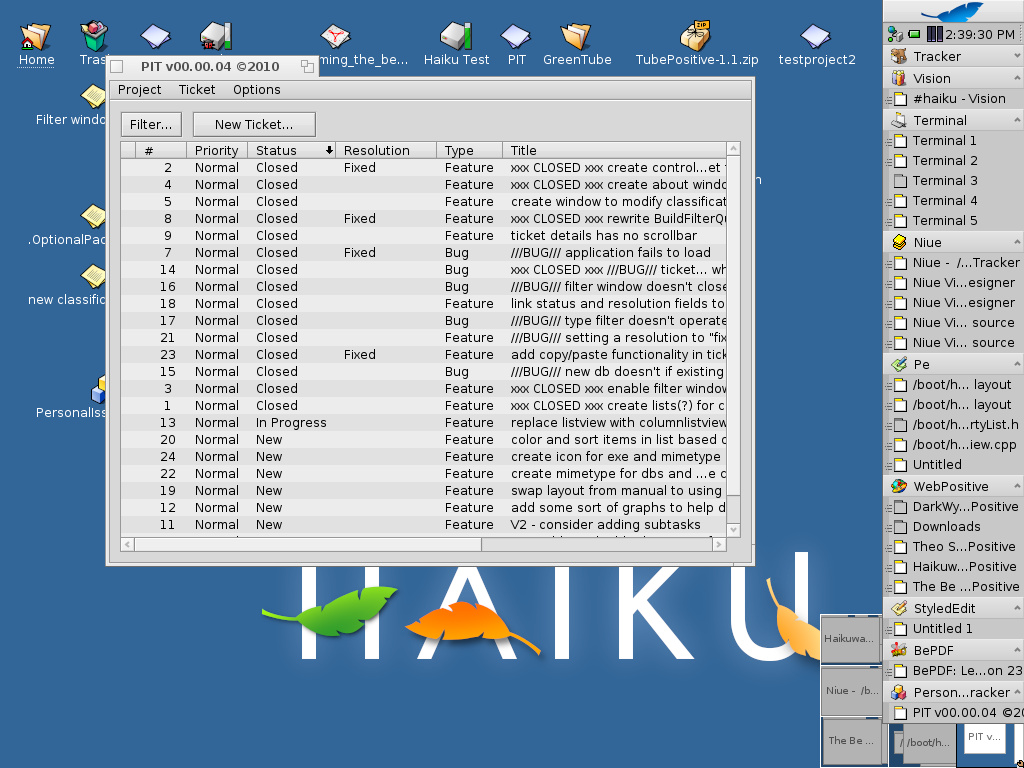 Home
Tras
ming_the_be...
Haiku Test
PIT
GreenTube
TubePositive-1.1.zip
testproject2
Filter windo
.OptionalPac
new classific
PersonalIss
PIT v00.00.04 ©2010
Project Ticket Options
Filter... New Ticket...
# Priority Status Resolution Type Title
2 Normal Closed Fixed Feature xxx CLOSED xxx create control...et
4 Normal Closed Feature xxx CLOSED xxx create about windo
5 Normal Closed Feature create window to modify classificat
8 Normal Closed Fixed Feature xxx CLOSED xxx rewrite BuildFilterQu
9 Normal Closed Feature ticket details has no scrollbar
7 Normal Closed Fixed Bug ///BUG/// application fails to load
14 Normal Closed Bug xxx CLOSED xxx ///BUG/// ticket... wh
16 Normal Closed Bug ///BUG/// filter window doesn't close
18 Normal Closed Feature link status and resolution fields to
17 Normal Closed Bug ///BUG/// type filter doesn't operate
21 Normal Closed Feature ///BUG/// setting a resolution to "fix
23 Normal Closed Fixed Feature add copy/paste functionality in tick
15 Normal Closed Bug ///BUG/// new db doesn't if existing
3 Normal Closed Feature xxx CLOSED xxx enable filter window
1 Normal Closed Feature xxx CLOSED xxx create lists(?) for c
13 Normal In Progress Feature replace listview with columnlistview
20 Normal New Feature color and sort items in list based o
24 Normal New Feature create icon for exe and mimetype
22 Normal New Feature create mimetype for dbs and ...e c
19 Normal New Feature swap layout from manual to using
12 Normal New Feature add some sort of graphs to help d
11 Normal New Feature V2 - consider adding subtasks
HAIKU
2:39:30 PM
Tracker
Vision
#haiku - Vision
Terminal
Terminal 1
Terminal 2
Terminal 3
Terminal 4
Terminal 5
Niue
Niue - /...Tracker
Niue Vi...esigner
Niue Vi...esigner
Niue Vi... source
Niue Vi... source
Pe
/boot/h... layout
/boot/h... layout
/boot/h...rtyList.h
/boot/h...iew.cpp
Untitled
WebPositive
DarkWy...Positive
Downloads
Theo S...Positive
Haikuw...Positive
The Be ...Positive
StyledEdit
Untitled 1
BePDF
BePDF: Le...on 23
Person...racker
PIT v00.00.04 ©20
Haikuwa...
Niue - /b...
The Be ...
/boot/h...
PIT v...